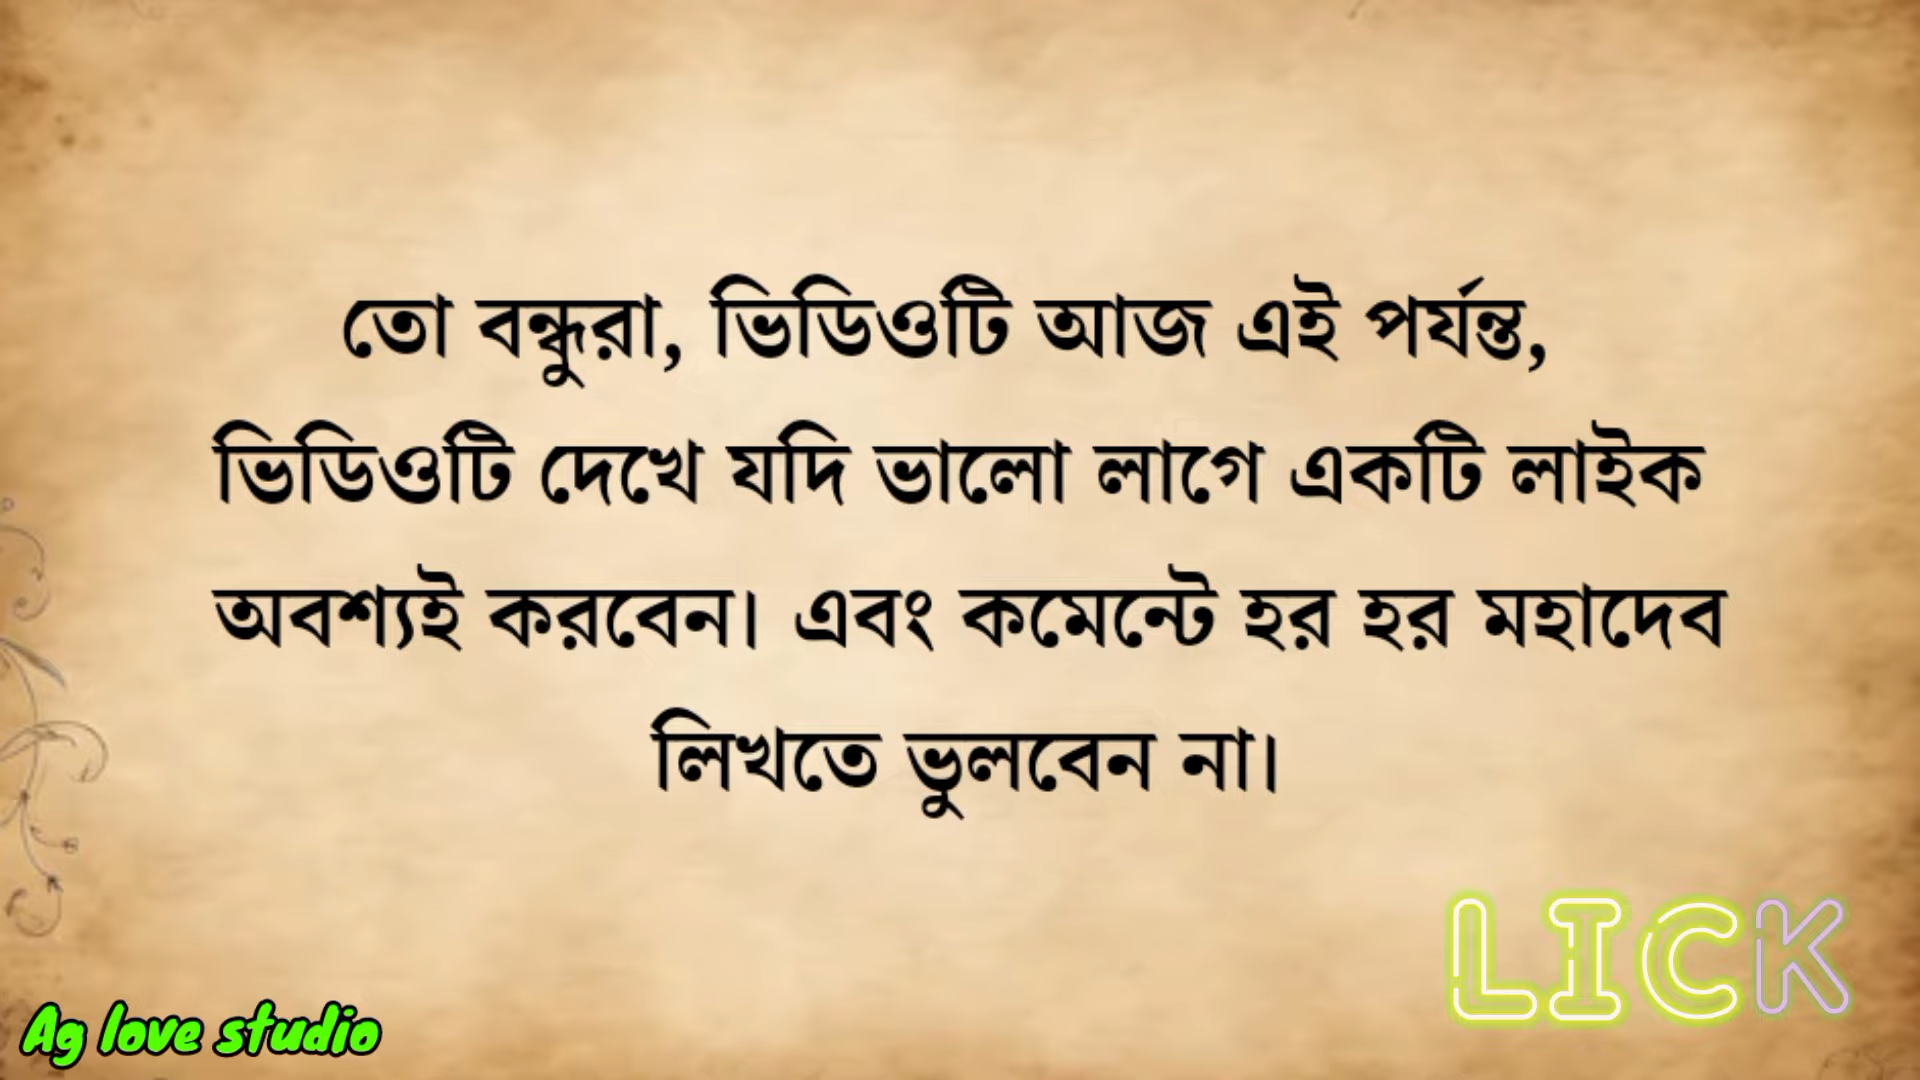 তো বন্ধুরা, ভিডিওটি আজ এই পর্যন্ত,
ভিডিওটি দেখে যদি ভালো লাগে একটি লাইক
অবশ্যই করবেন। এবং কমেন্টে হর হর মহাদেব
লিখতে ভুলবেন না।
LICK
Ag love studio